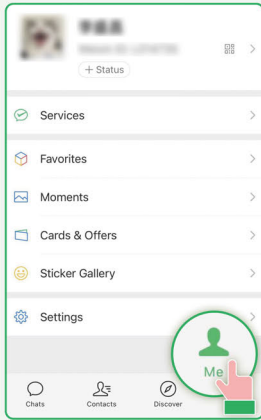 + Status
Services
Favorites
Moments
Cards & Offers
Sticker Gallery
Settings
Me
Chats
Contacts
Discover